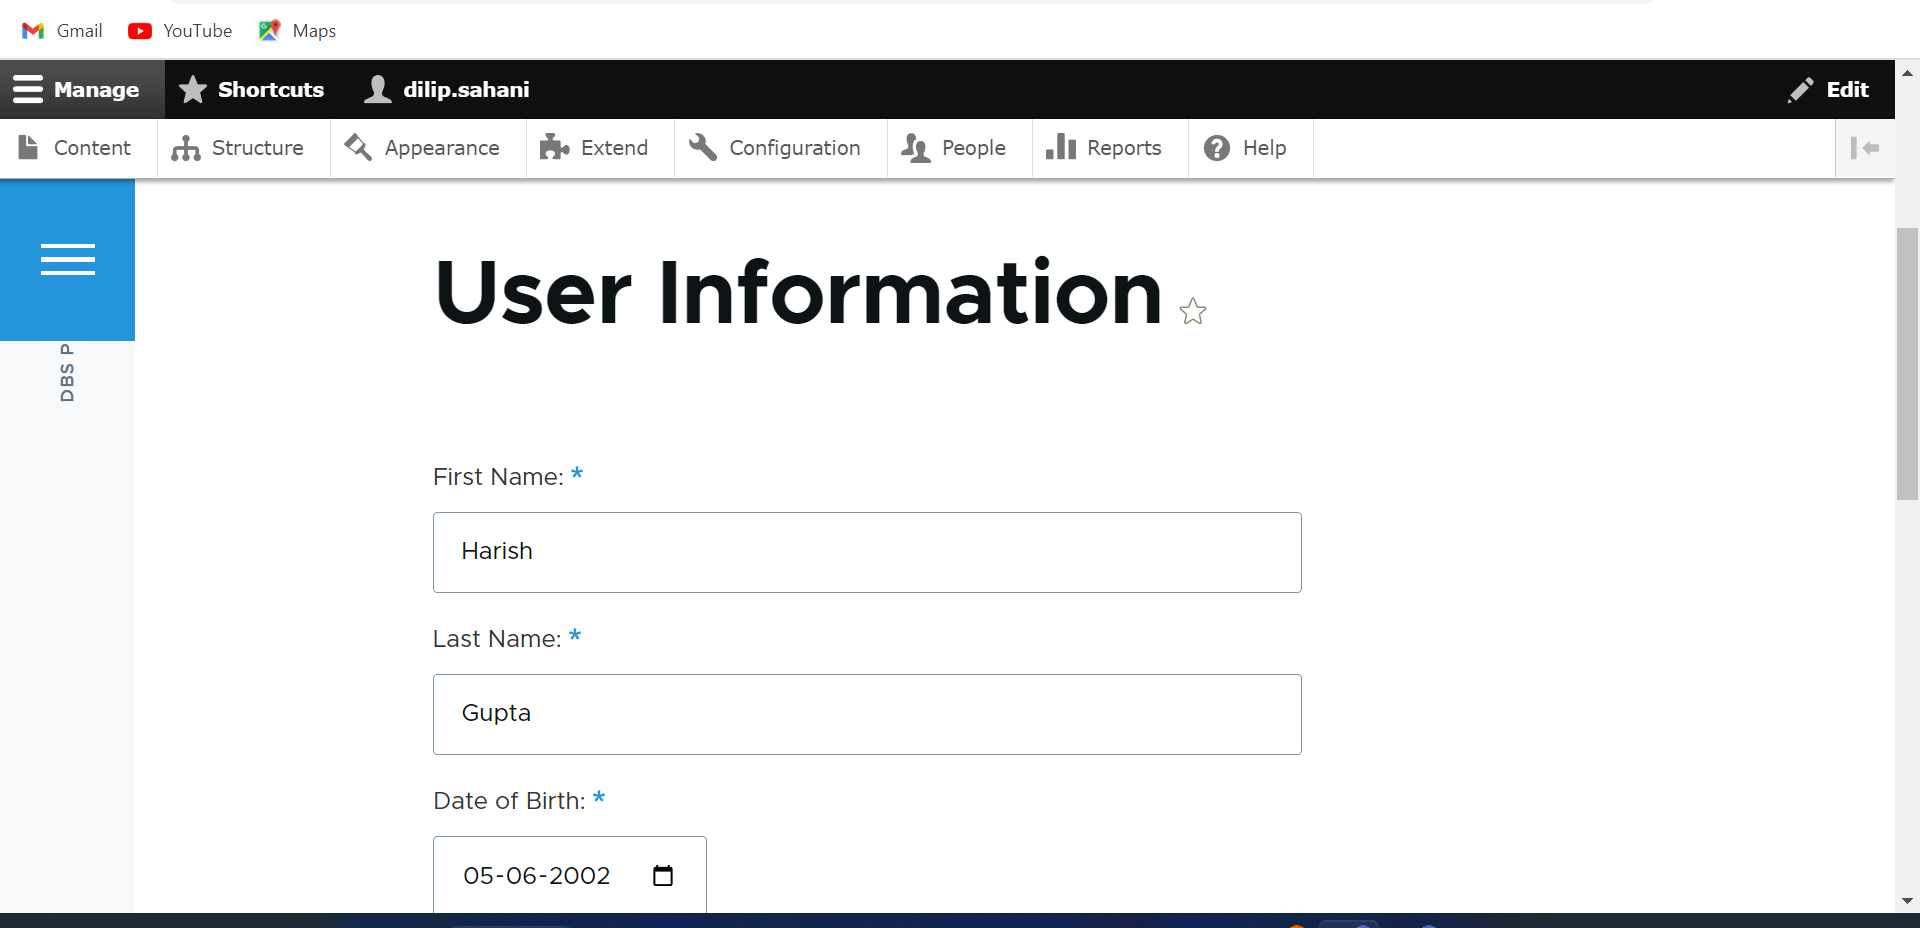 Gmail YouTube Maps
Manage Shortcuts dilip.sahani Edit
Content Structure Appearance Extend Configuration People Reports Help
DBS P
User Information
First Name: *
Harish
Last Name: *
Gupta
Date of Birth: *
05-06-2002